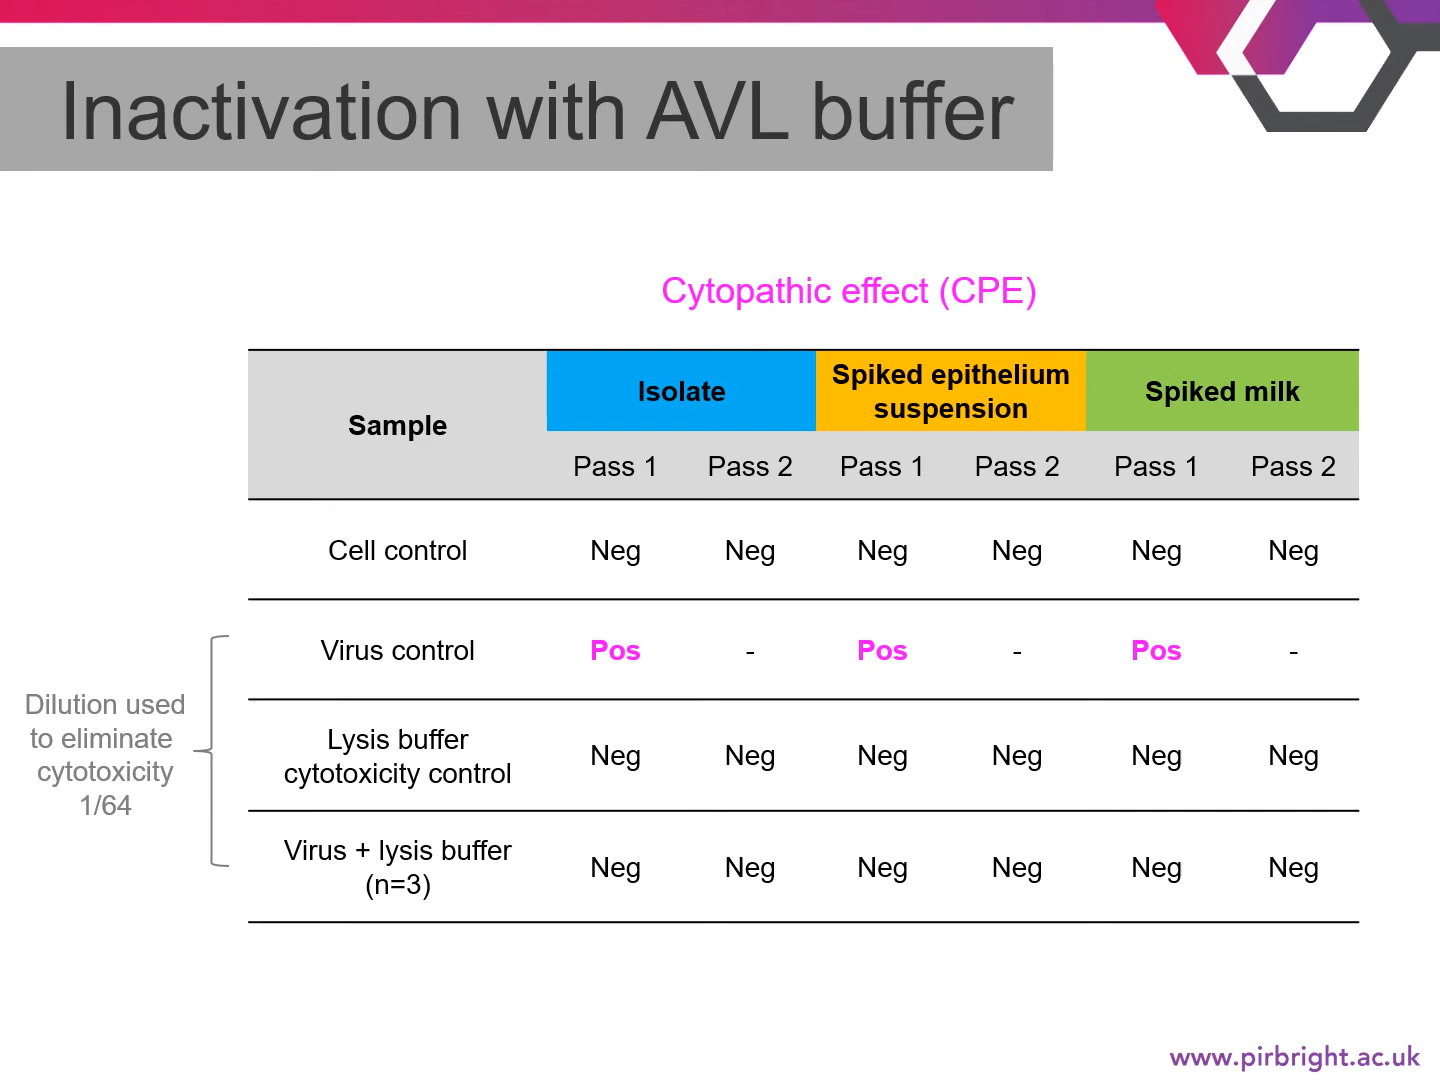 Inactivation with AVL buffer
Cytopathic effect (CPE)
Sample
Isolate
Spiked epithelium
suspension
Spiked milk
Pass 1 Pass 2 Pass 1 Pass 2 Pass 1 Pass 2
Cell control Neg Neg Neg Neg Neg Neg
Virus control Pos - Pos - Pos -
Dilution used
to eliminate
cytotoxicity
1/64
Lysis buffer
cytotoxicity control
Neg Neg Neg Neg Neg Neg
Virus + lysis buffer
(n=3)
Neg Neg Neg Neg Neg Neg
www.pirbright.ac.uk